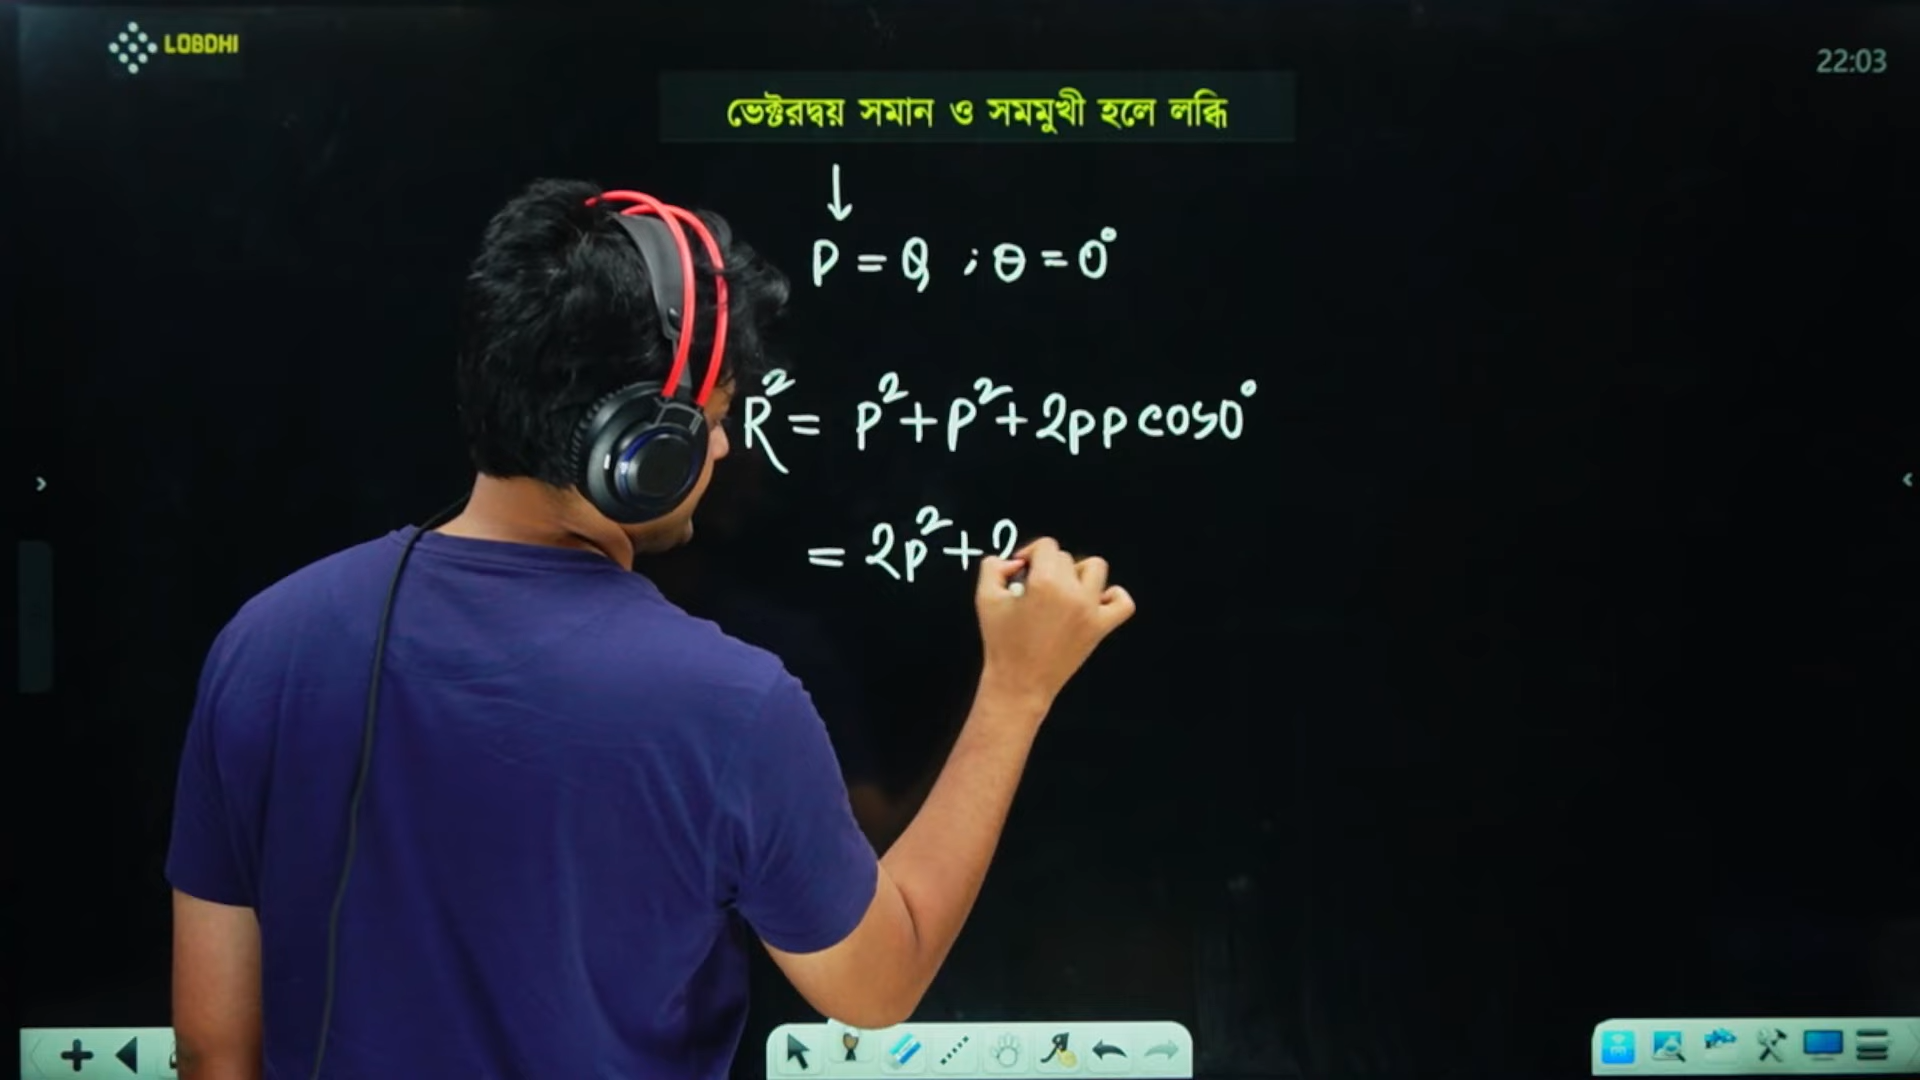 LOBDHI
22:03
ভেক্টরদ্বয় সমান ও সমমুখী হলে লব্ধি
↓
P = Q ; θ = 0°
R² = P² + P² + 2PP cos0°
= 2P² + 2